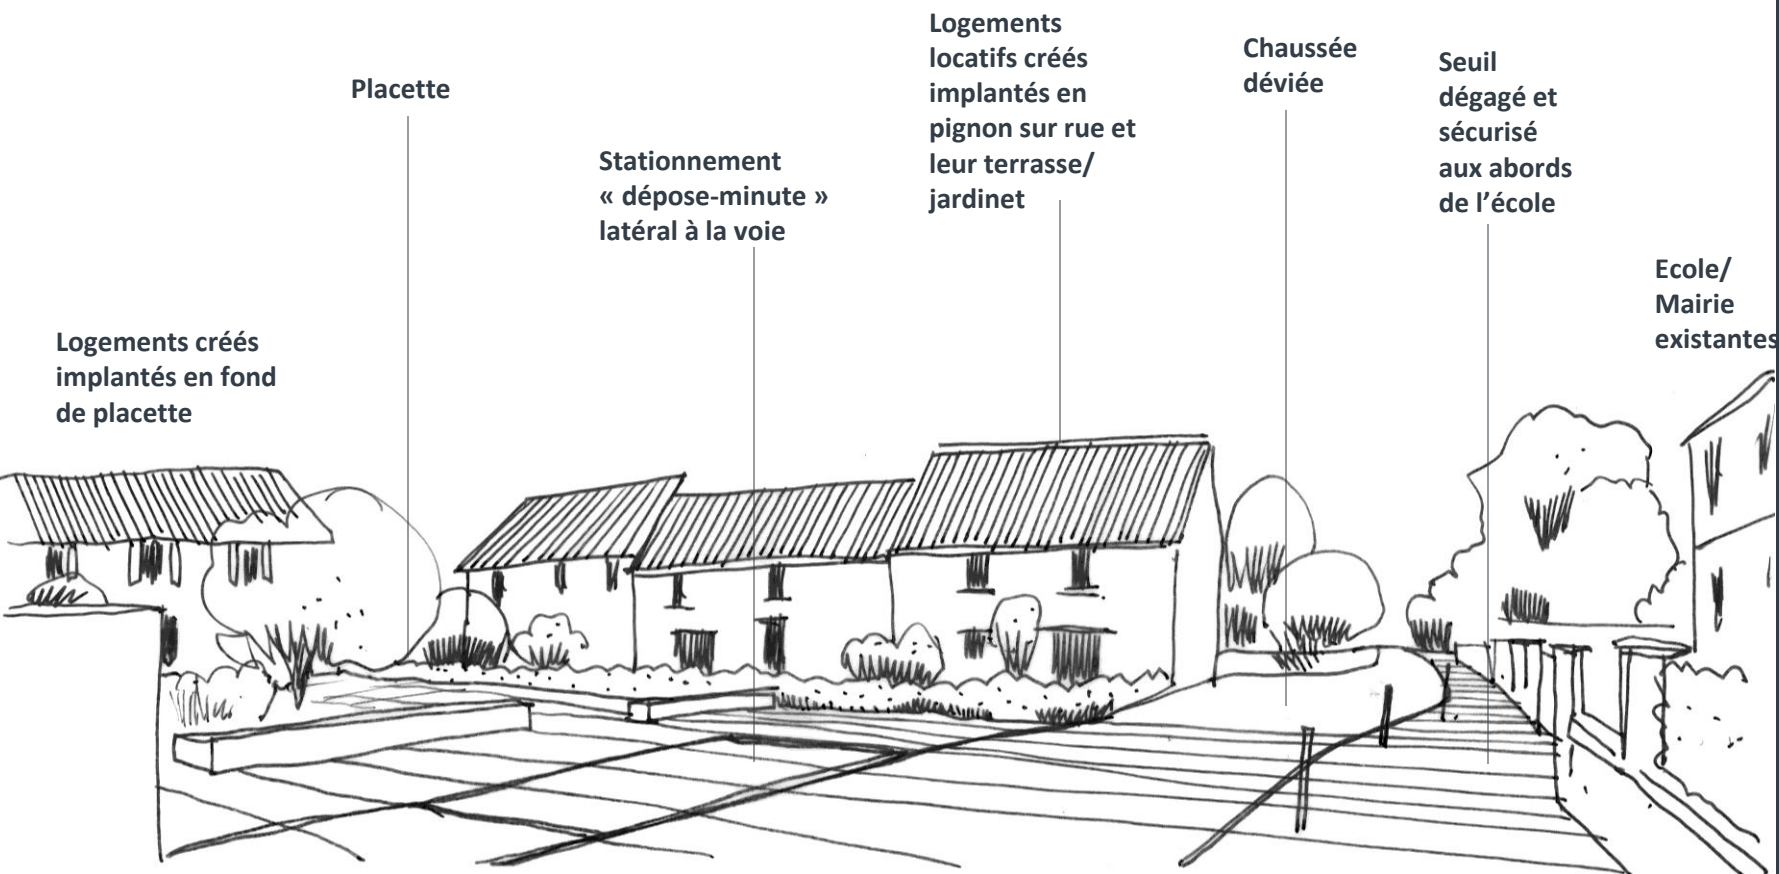 Placette
Stationnement
« dépose-minute »
latéral à la voie
Logements
locatifs créés
implantés en
pignon sur rue et
leur terrasse/
jardinet
Chaussée
déviée
Seuil
dégagé et
sécurisé
aux abords
de l’école
Ecole/
Mairie
existantes
Logements créés
implantés en fond
de placette